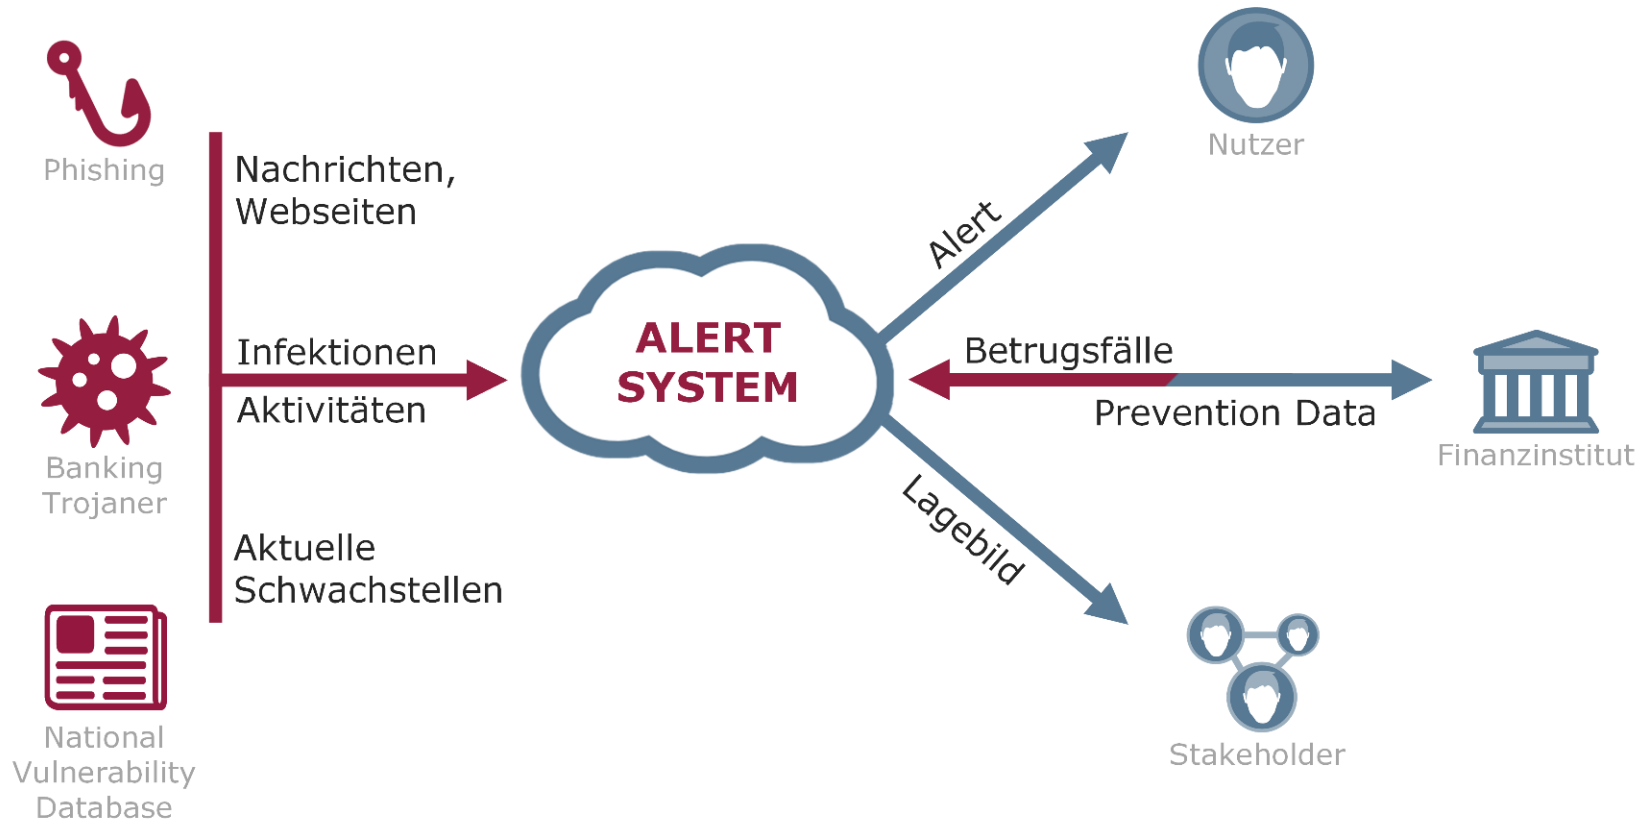 Phishing
Nachrichten,
Webseiten
Banking
Trojaner
Infektionen
Aktivitäten
National
Vulnerability
Database
Aktuelle
Schwachstellen
ALERT
SYSTEM
Alert
Nutzer
Betrugsfälle
Prevention Data
Finanzinstitut
Lagebild
Stakeholder